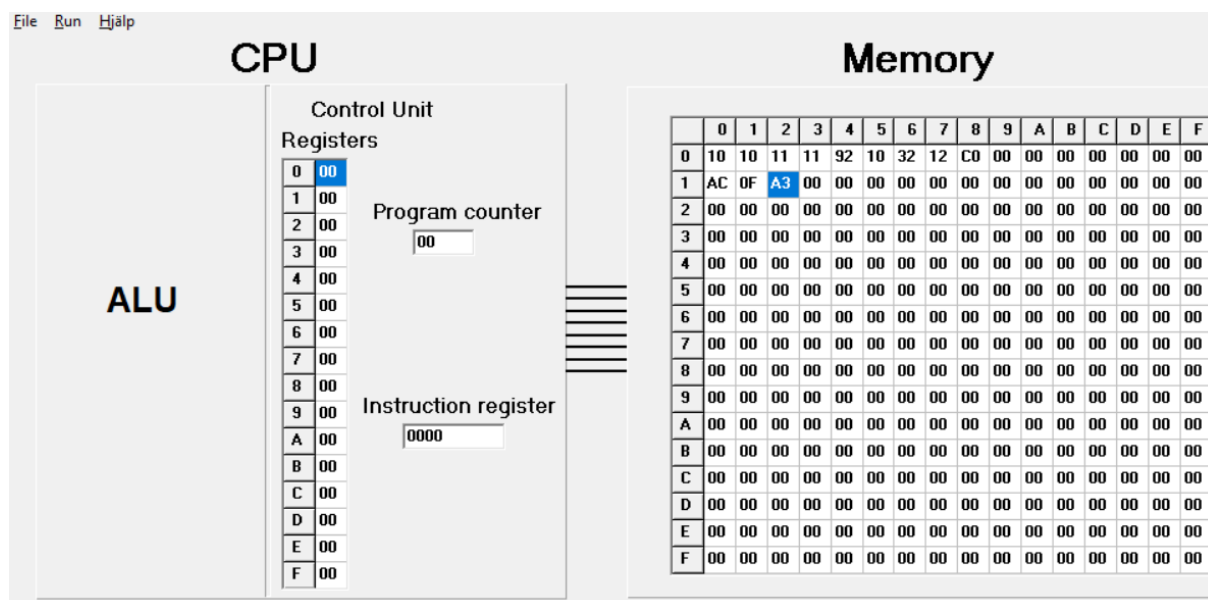 File Run Hjälp
CPU
Memory
Control Unit
Registers
0 00
1 00
2 00
3 00
4 00
5 00
6 00
7 00
8 00
9 00
A 00
B 00
C 00
D 00
E 00
F 00
Program counter
00
Instruction register
0000
ALU
0 1 2 3 4 5 6 7 8 9 A B C D E F
0 10 10 11 11 92 10 32 12 C0 00 00 00 00 00 00 00
1 AC 0F A3 00 00 00 00 00 00 00 00 00 00 00 00 00
2 00 00 00 00 00 00 00 00 00 00 00 00 00 00 00 00
3 00 00 00 00 00 00 00 00 00 00 00 00 00 00 00 00
4 00 00 00 00 00 00 00 00 00 00 00 00 00 00 00 00
5 00 00 00 00 00 00 00 00 00 00 00 00 00 00 00 00
6 00 00 00 00 00 00 00 00 00 00 00 00 00 00 00 00
7 00 00 00 00 00 00 00 00 00 00 00 00 00 00 00 00
8 00 00 00 00 00 00 00 00 00 00 00 00 00 00 00 00
9 00 00 00 00 00 00 00 00 00 00 00 00 00 00 00 00
A 00 00 00 00 00 00 00 00 00 00 00 00 00 00 00 00
B 00 00 00 00 00 00 00 00 00 00 00 00 00 00 00 00
C 00 00 00 00 00 00 00 00 00 00 00 00 00 00 00 00
D 00 00 00 00 00 00 00 00 00 00 00 00 00 00 00 00
E 00 00 00 00 00 00 00 00 00 00 00 00 00 00 00 00
F 00 00 00 00 00 00 00 00 00 00 00 00 00 00 00 00